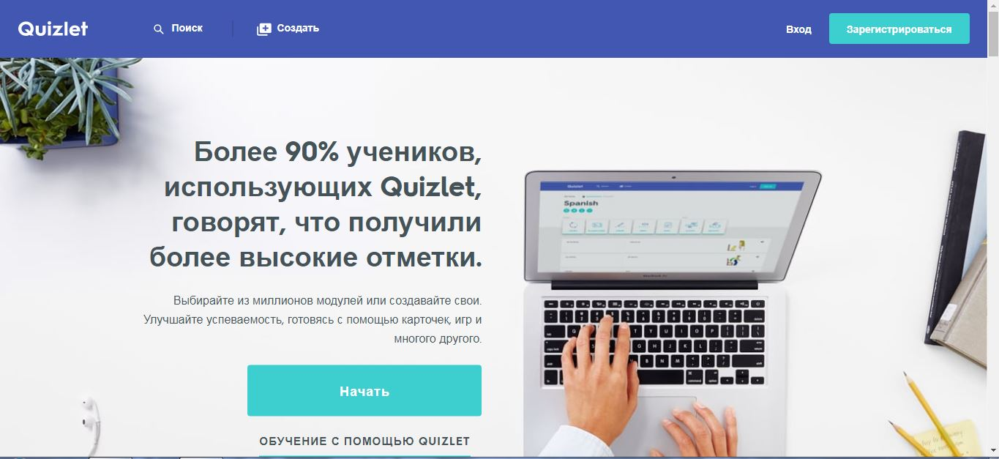 Quizlet
Поиск
Создать
Вход
Зарегистрироваться
Более 90% учеников,
использующих Quizlet,
говорят, что получили
более высокие отметки.
Выбирайте из миллионов модулей или создавайте свои.
Улучшайте успеваемость, готовясь с помощью карточек, игр и
многого другого.
Начать
ОБУЧЕНИЕ С ПОМОЩЬЮ QUIZLET
Quizlet
Spanish